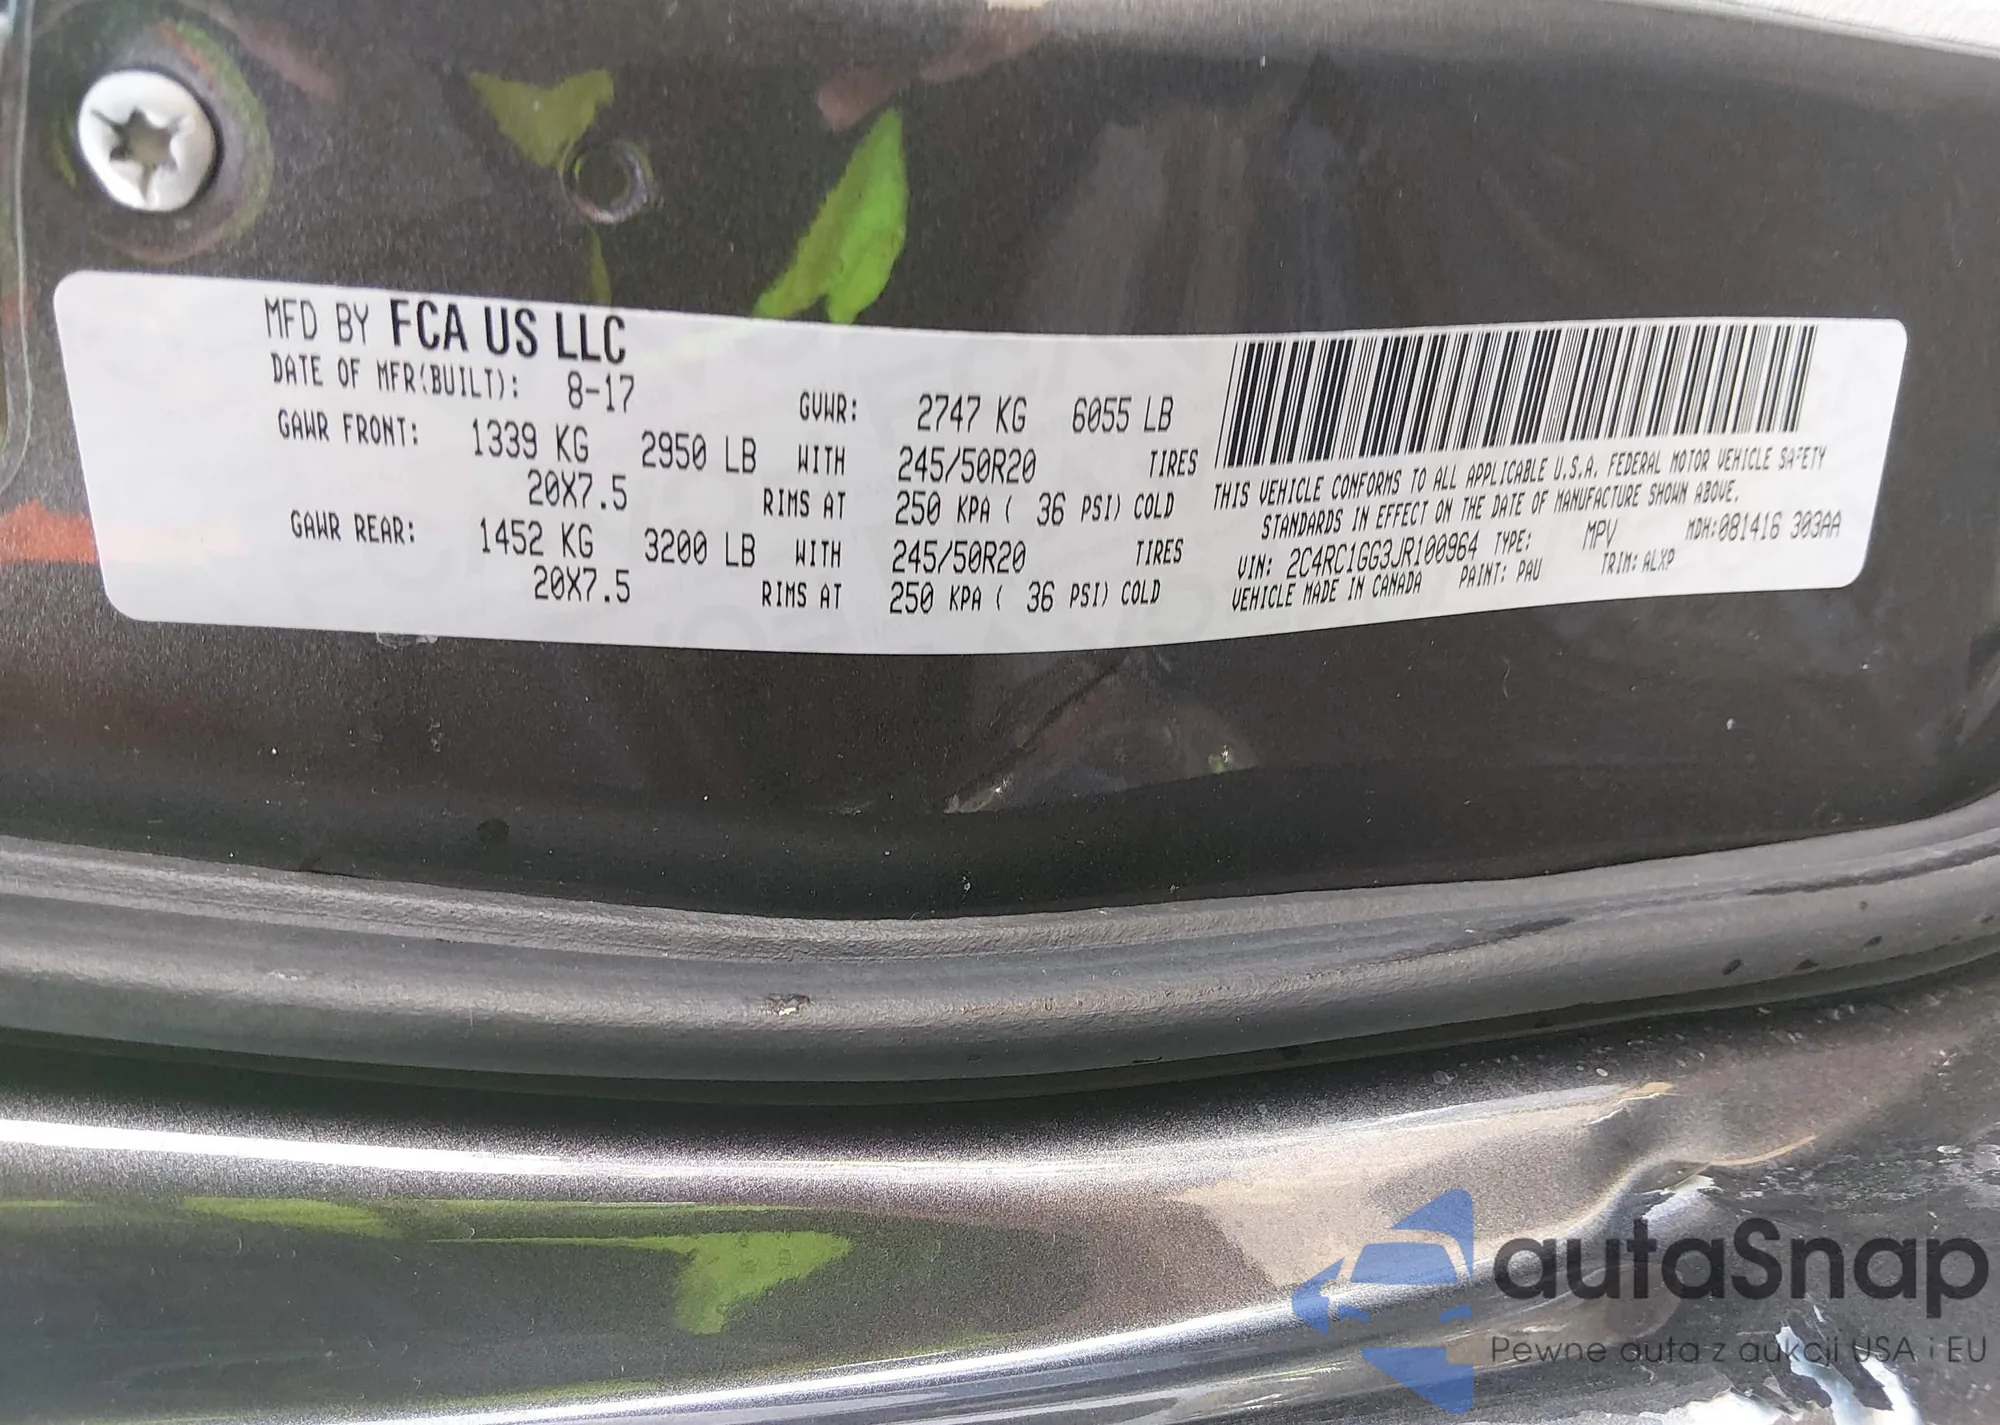 MFD BY FCA US LLC
DATE OF MFR(BUILT): 8-17
GVWR: 2747 KG 6055 LB
GAWR FRONT: 1339 KG 2950 LB WITH 245/50R20 TIRES
20X7.5 RIMS AT 250 KPA ( 36 PSI) COLD
GAWR REAR: 1452 KG 3200 LB WITH 245/50R20 TIRES
20X7.5 RIMS AT 250 KPA ( 36 PSI) COLD
THIS VEHICLE CONFORMS TO ALL APPLICABLE U.S.A. FEDERAL MOTOR VEHICLE SAFETY
STANDARDS IN EFFECT ON THE DATE OF MANUFACTURE SHOWN ABOVE.
VIN: 2C4RC1GG3JR100964 TYPE: MPV MDH:081416 303AA
VEHICLE MADE IN CANADA PAINT: PAU TRIM: ALXP
autaSnap
Pewne auta z aukcji USA i EU